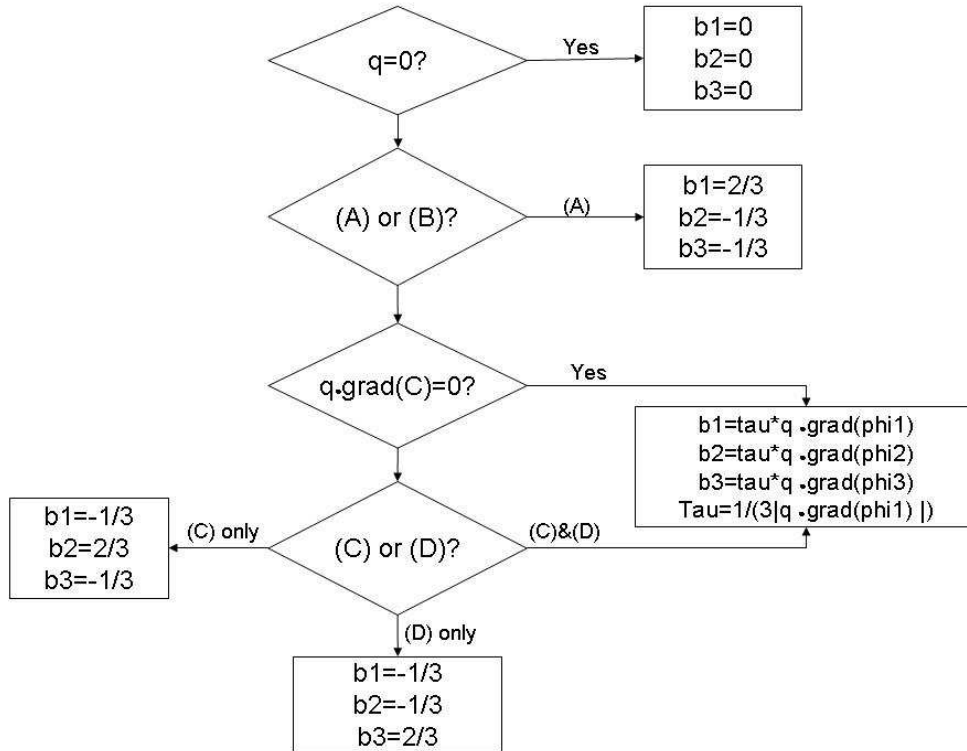 q=0?
Yes
b1=0
b2=0
b3=0
(A) or (B)?
(A)
b1=2/3
b2=-1/3
b3=-1/3
q•grad(C)=0?
Yes
b1=tau*q •grad(phi1)
b2=tau*q •grad(phi2)
b3=tau*q •grad(phi3)
Tau=1/(3|q •grad(phi1) |)
b1=-1/3
b2=2/3
b3=-1/3
(C) only
(C) or (D)?
(C)&(D)
(D) only
b1=-1/3
b2=-1/3
b3=2/3